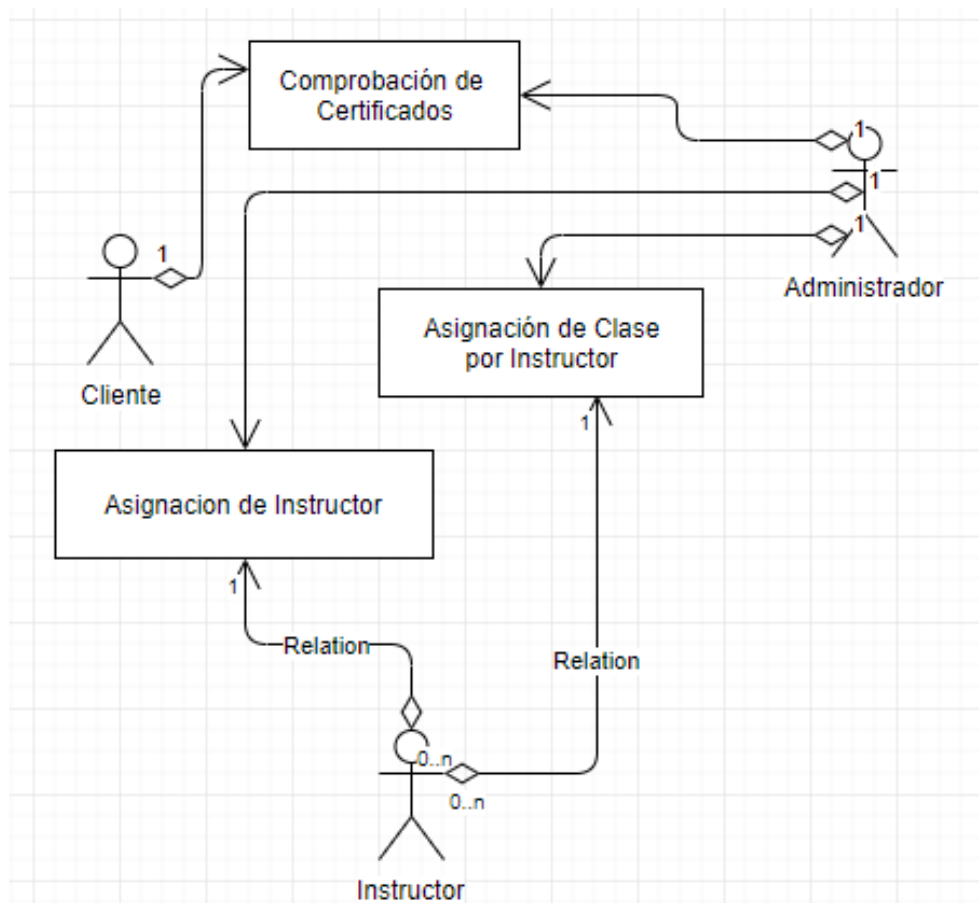 Comprobación de
Certificados
1
1
1
1
Administrador
Cliente
Asignación de Clase
por Instructor
1
Asignacion de Instructor
1
Relation
Relation
0..n
0..n
Instructor